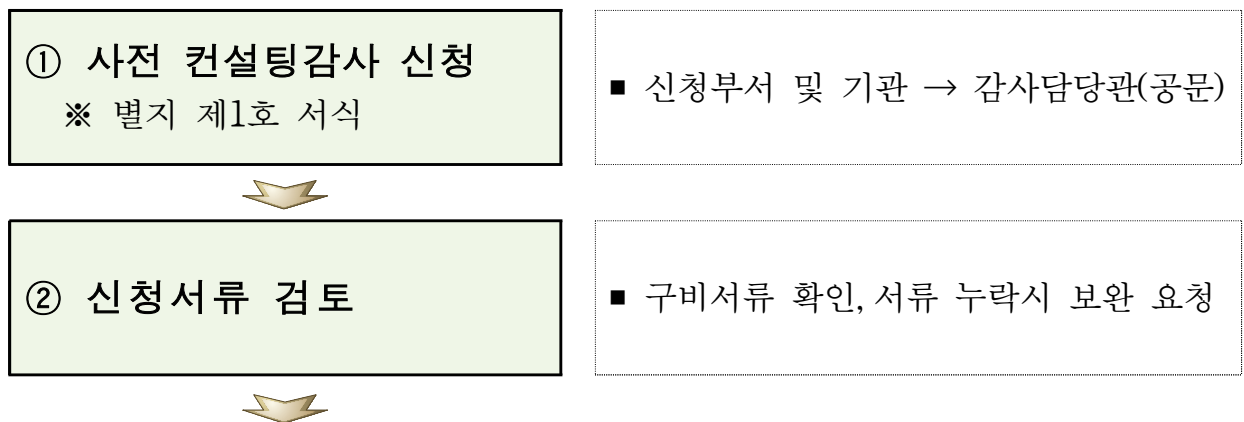 ① 사전 컨설팅감사 신청
※ 별지 제1호 서식
▪ 신청부서 및 기관 → 감사담당관(공문)
② 신청서류 검토
▪ 구비서류 확인, 서류 누락시 보완 요청